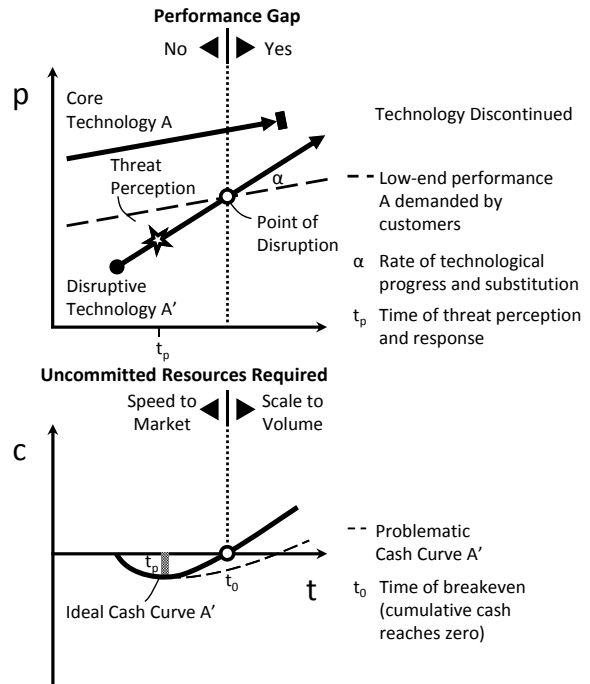 Performance Gap
No
Yes
p
Core
Technology A
Technology Discontinued
Threat
Perception
α
Point of
Disruption
Low-end performance
A demanded by
customers
α Rate of technological
progress and substitution
Disruptive
Technology A’
tp Time of threat perception
and response
tp
Uncommitted Resources Required
Speed to
Market
Scale to
Volume
c
Problematic
Cash Curve A’
tp
t0
t
t0 Time of breakeven
(cumulative cash
reaches zero)
Ideal Cash Curve A’